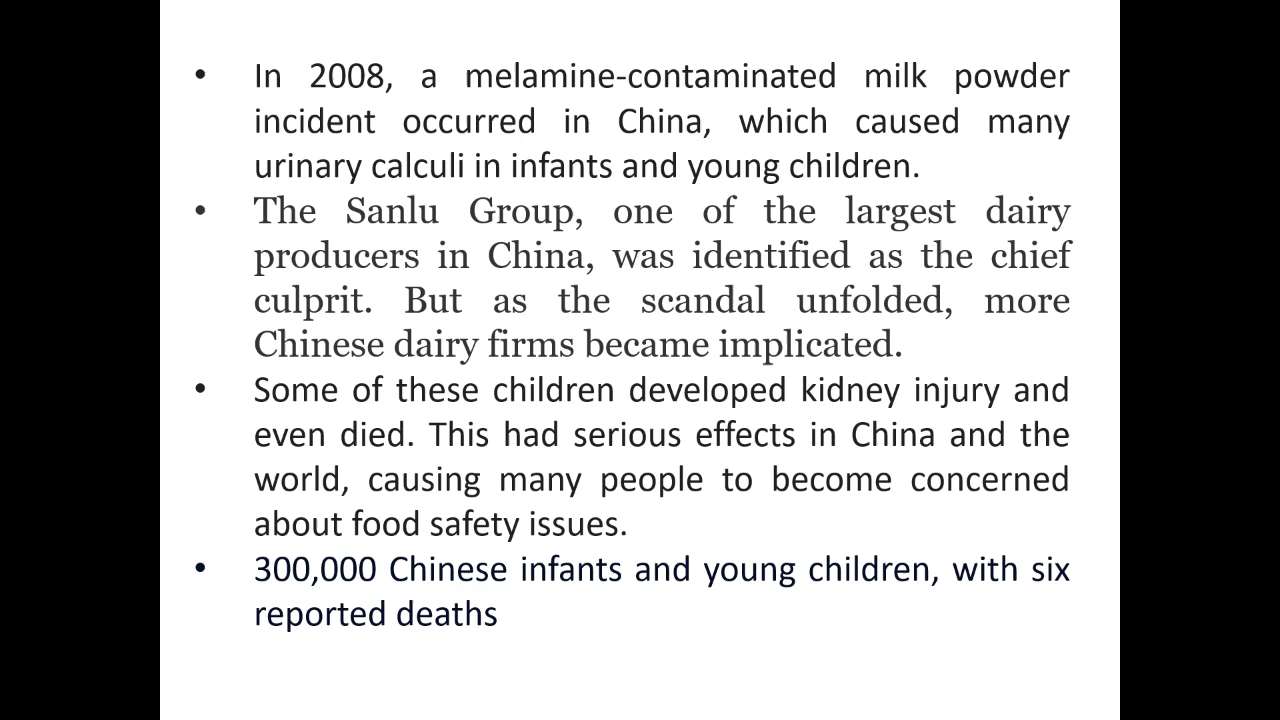 • In 2008, a melamine-contaminated milk powder
incident occurred in China, which caused many
urinary calculi in infants and young children.
• The Sanlu Group, one of the largest dairy
producers in China, was identified as the chief
culprit. But as the scandal unfolded, more
Chinese dairy firms became implicated.
• Some of these children developed kidney injury and
even died. This had serious effects in China and the
world, causing many people to become concerned
about food safety issues.
• 300,000 Chinese infants and young children, with six
reported deaths